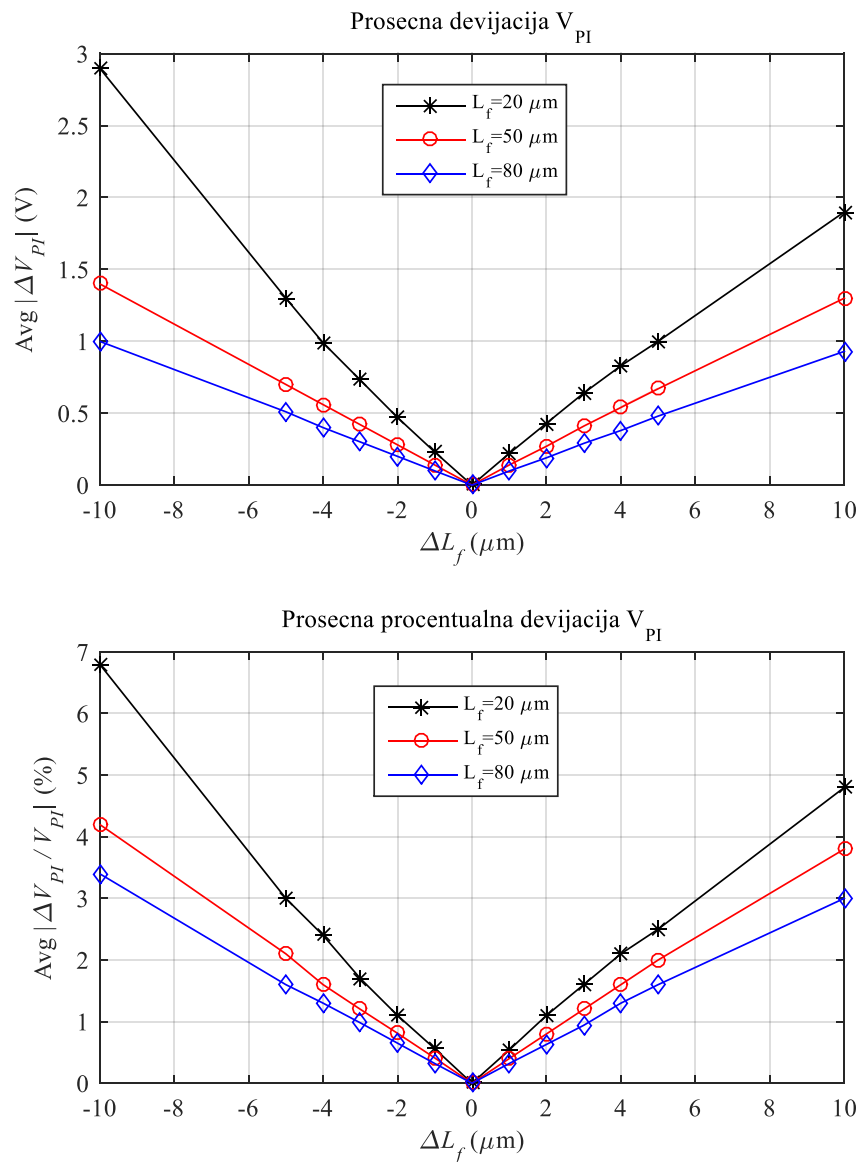 Prosecna devijacija V_PI
3
2.5
2
1.5
1
0.5
0
Avg |ΔV_PI| (V)
L_f=20 μm
L_f=50 μm
L_f=80 μm
-10 -8 -6 -4 -2 0 2 4 6 8 10
ΔL_f (μm)
Prosecna procentualna devijacija V_PI
7
6
5
4
3
2
1
0
Avg |ΔV_PI / V_PI| (%)
L_f=20 μm
L_f=50 μm
L_f=80 μm
-10 -8 -6 -4 -2 0 2 4 6 8 10
ΔL_f (μm)